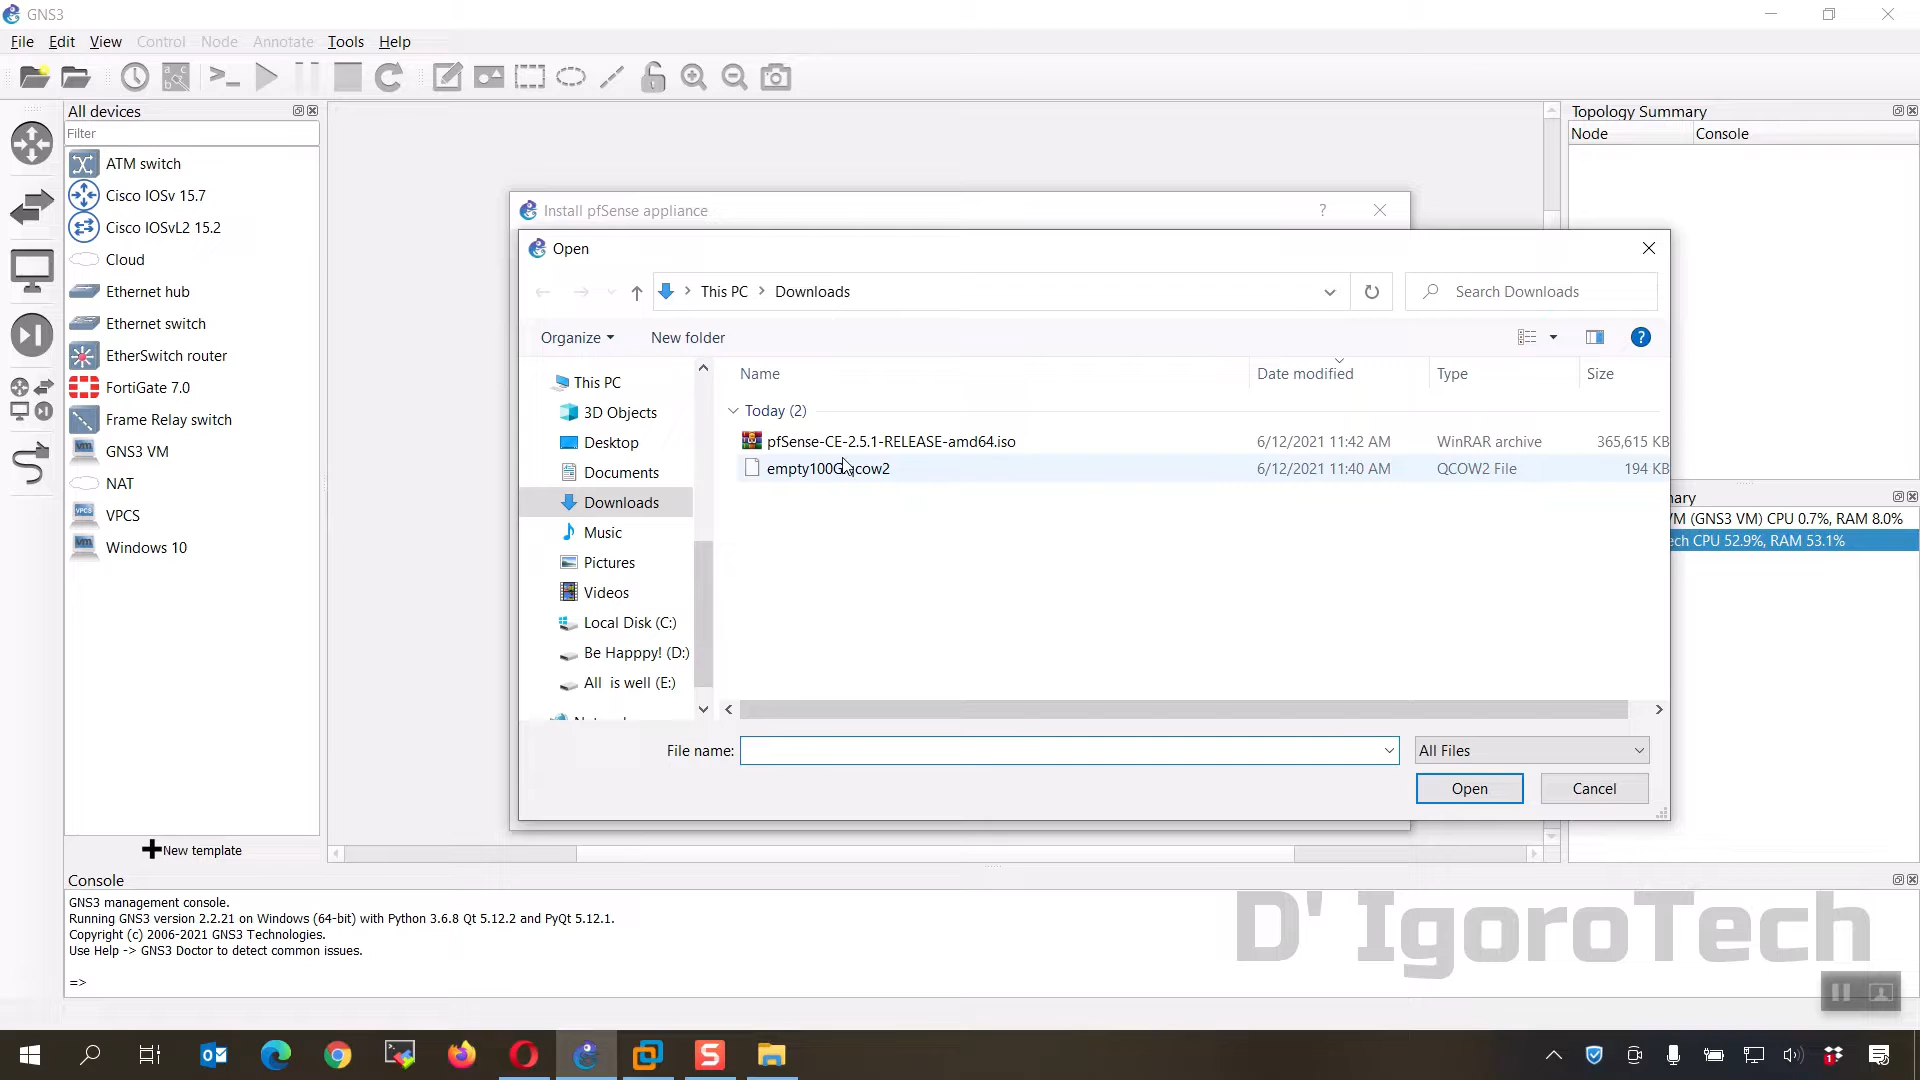 GNS3
File Edit View Control Node Annotate Tools Help
All devices
Filter
ATM switch
Cisco IOSv 15.7
Cisco IOSvL2 15.2
Cloud
Ethernet hub
Ethernet switch
EtherSwitch router
FortiGate 7.0
Frame Relay switch
GNS3 VM
NAT
VPCS
Windows 10
New template
Install pfSense appliance
Open
This PC > Downloads
Search Downloads
Organize
New folder
This PC
3D Objects
Desktop
Documents
Downloads
Music
Pictures
Videos
Local Disk (C:)
Be Happpy! (D:)
All is well (E:)
Name Date modified Type Size
Today (2)
pfSense-CE-2.5.1-RELEASE-amd64.iso 6/12/2021 11:42 AM WinRAR archive 365,615 KB
empty100G.qcow2 6/12/2021 11:40 AM QCOW2 File 194 KB
File name:
All Files
Open Cancel
Topology Summary
Node Console
mary
VM (GNS3 VM) CPU 0.7%, RAM 8.0%
ech CPU 52.9%, RAM 53.1%
Console
GNS3 management console.
Running GNS3 version 2.2.21 on Windows (64-bit) with Python 3.6.8 Qt 5.12.2 and PyQt 5.12.1.
Copyright (c) 2006-2021 GNS3 Technologies.
Use Help -> GNS3 Doctor to detect common issues.
=>
D' IgoroTech